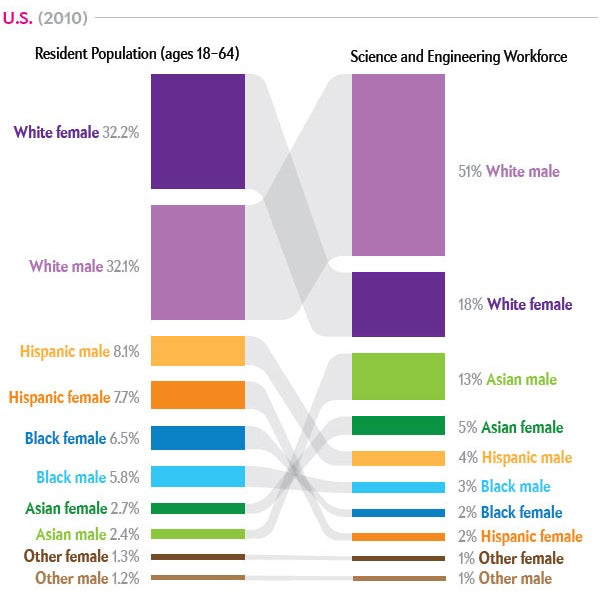 U.S. (2010)
Resident Population (ages 18–64)
White female 32.2%
White male 32.1%
Hispanic male 8.1%
Hispanic female 7.7%
Black female 6.5%
Black male 5.8%
Asian female 2.7%
Asian male 2.4%
Other female 1.3%
Other male 1.2%
Science and Engineering Workforce
51% White male
18% White female
13% Asian male
5% Asian female
4% Hispanic male
3% Black male
2% Black female
2% Hispanic female
1% Other female
1% Other male